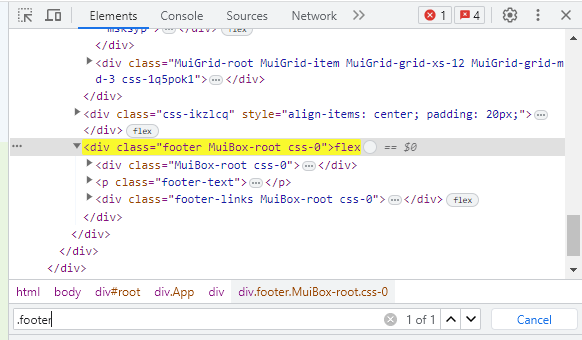 Elements Console Sources » 1 4
msksyp">…</div> flex
</div>
▶<div class="MuiGrid-root MuiGrid-item MuiGrid-grid-xs-12 MuiGrid-grid-m
d-3 css-1q5pok1">…</div>
</div>
▶<div class="css-ikzlcq" style="align-items: center; padding: 20px;">…
</div> flex
… ▼<div class="footer MuiBox-root css-0">flex == $0
▶<div class="MuiBox-root css-0">…</div>
▶<p class="footer-text">…</p>
▶<div class="footer-links MuiBox-root css-0">…</div> flex
</div>
</div>
</div>
</div>
html body div#root div.App div div.footer.MuiBox-root.css-0
.footer 1 of 1 Cancel